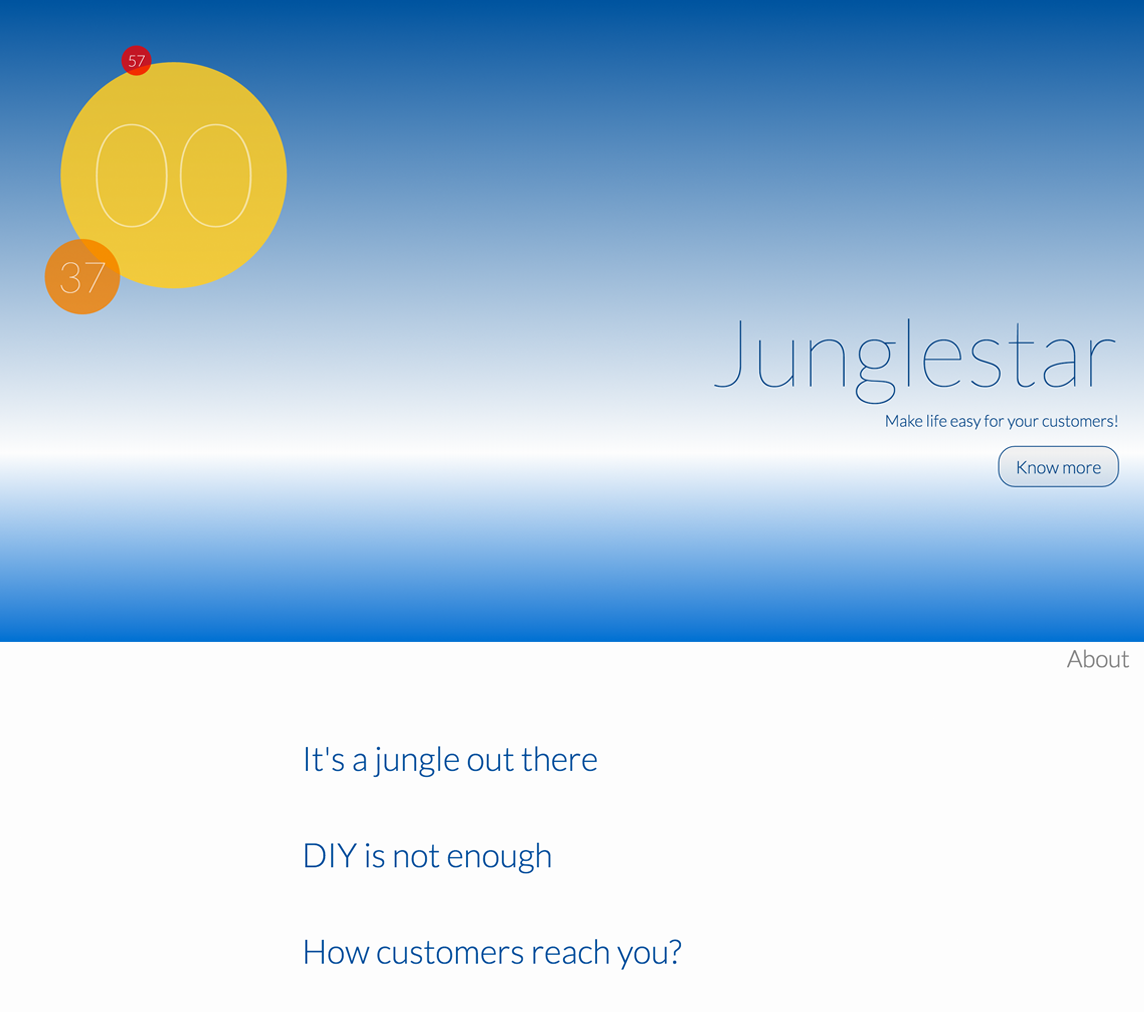 57
00
37
Junglestar
Make life easy for your customers!
Know more
About
It's a jungle out there
DIY is not enough
How customers reach you?